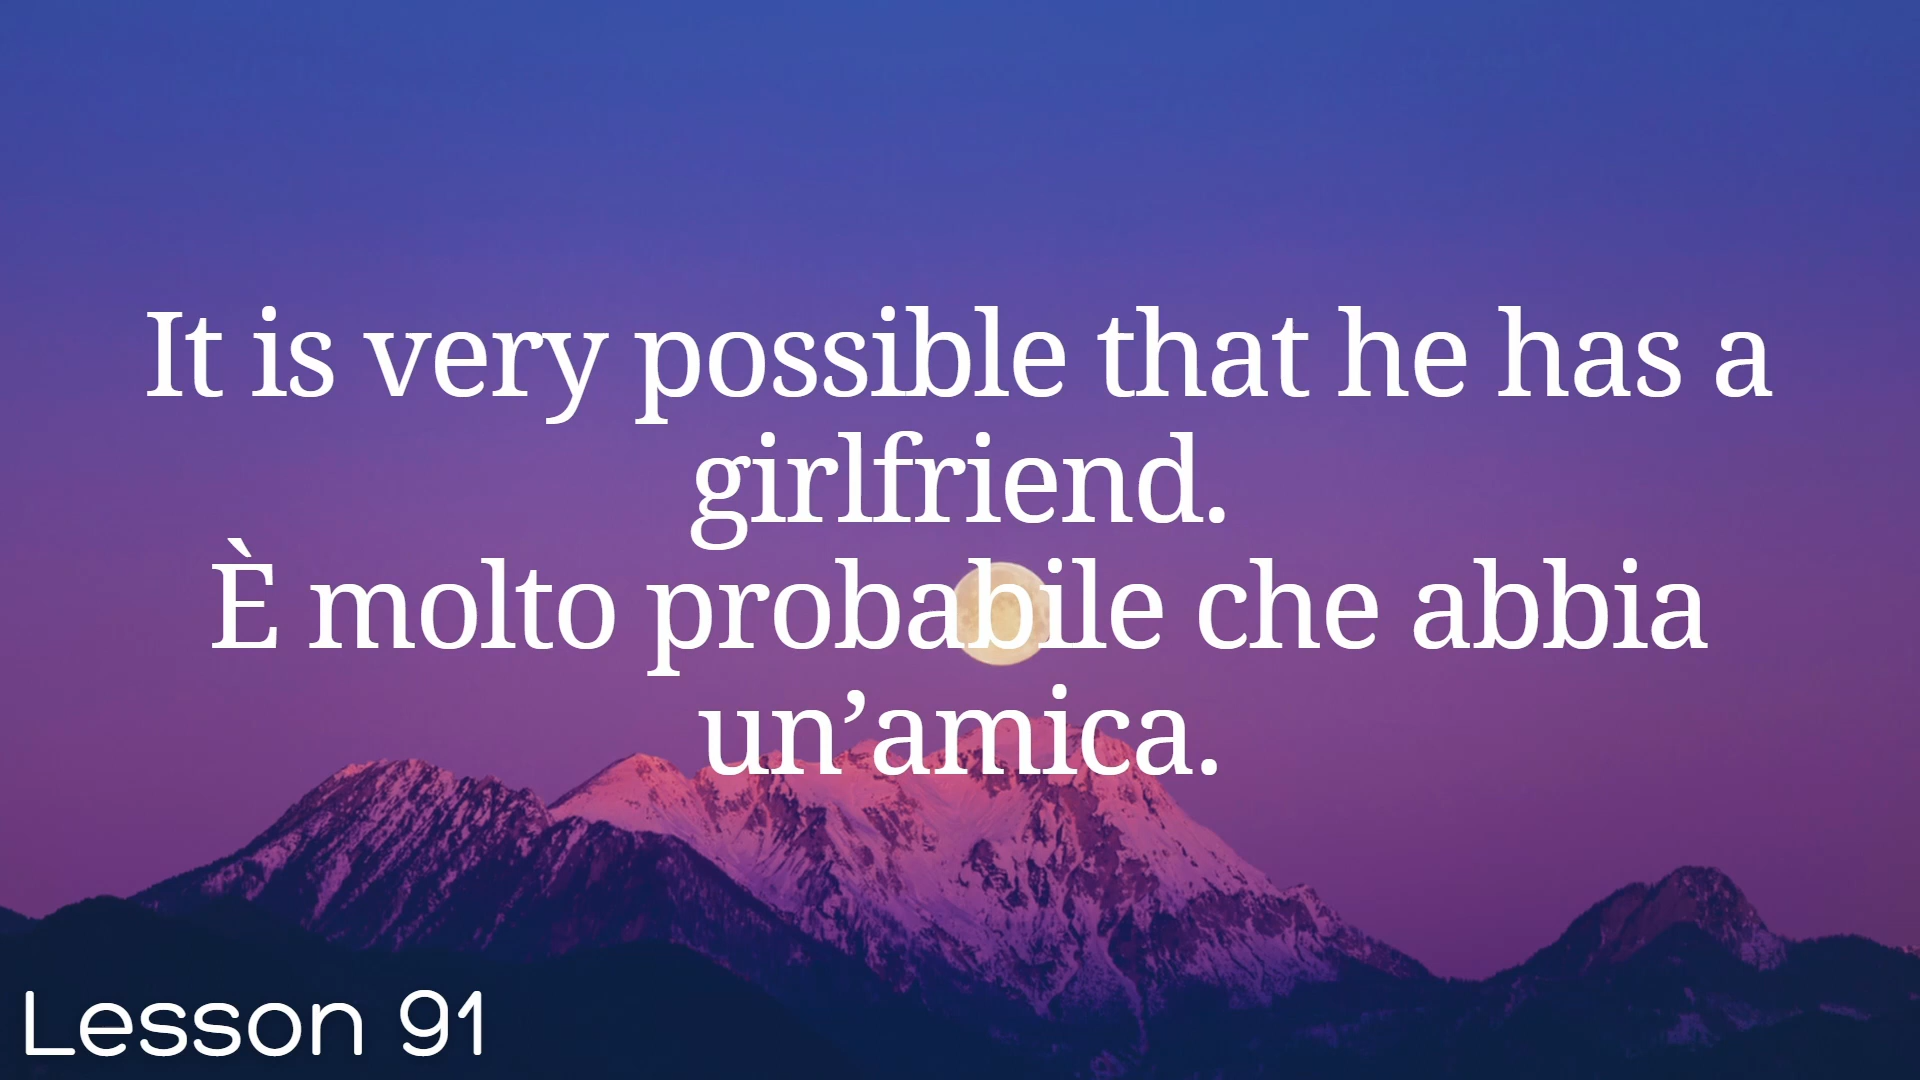 It is very possible that he has a
girlfriend.
È molto probabile che abbia
un’amica.
Lesson 91